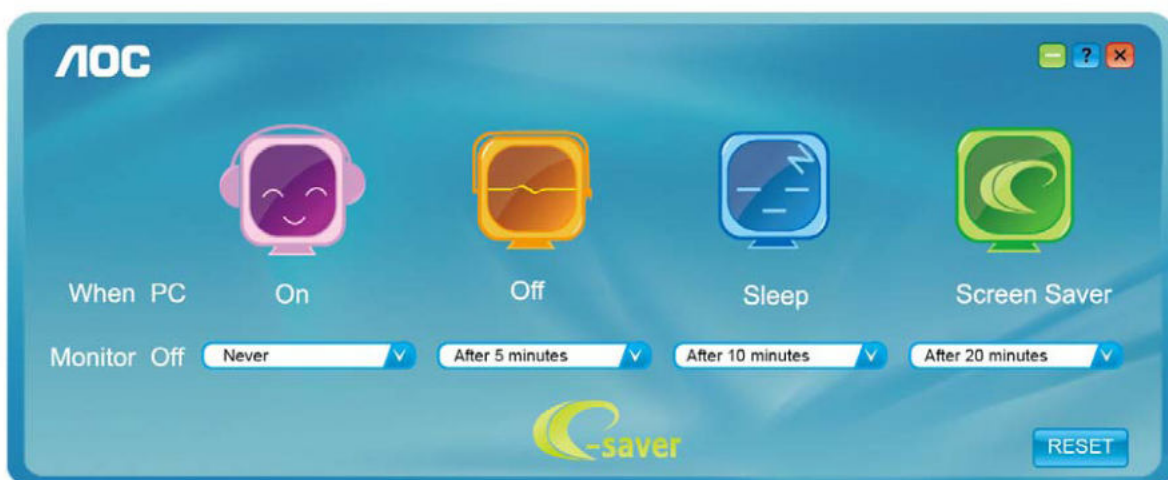 AOC
?
When PC On Off Sleep Screen Saver
Monitor Off Never After 5 minutes After 10 minutes After 20 minutes
e-saver
RESET